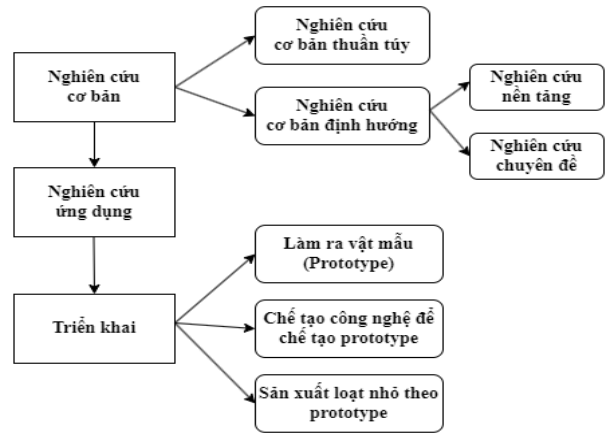 Nghiên cứu
cơ bản
Nghiên cứu
cơ bản thuần túy
Nghiên cứu
cơ bản định hướng
Nghiên cứu
nền tảng
Nghiên cứu
chuyên đề
Nghiên cứu
ứng dụng
Triển khai
Làm ra vật mẫu
(Prototype)
Chế tạo công nghệ để
chế tạo prototype
Sản xuất loạt nhỏ theo
prototype